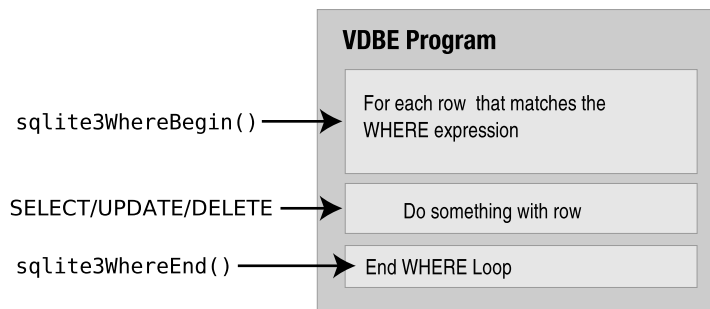 VDBE Program
sqlite3WhereBegin()
For each row that matches the
WHERE expression
SELECT/UPDATE/DELETE
Do something with row
sqlite3WhereEnd()
End WHERE Loop